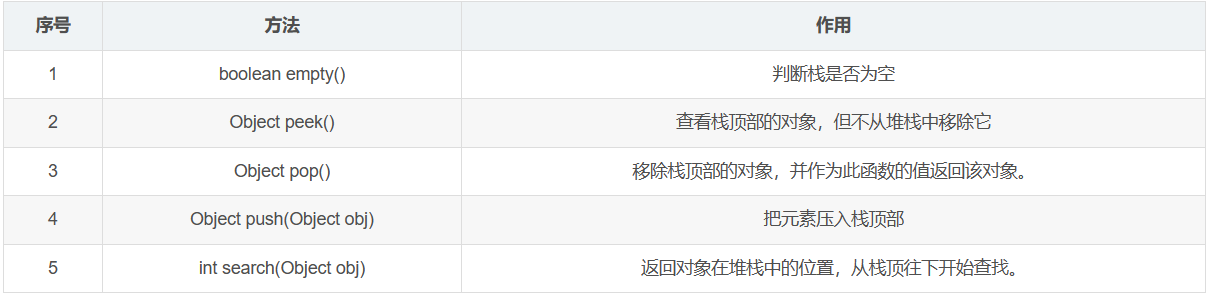 序号 方法 作用
1 boolean empty() 判断栈是否为空
2 Object peek() 查看栈顶部的对象，但不从堆栈中移除它
3 Object pop() 移除栈顶部的对象，并作为此函数的值返回该对象。
4 Object push(Object obj) 把元素压入栈顶部
5 int search(Object obj) 返回对象在堆栈中的位置，从栈顶往下开始查找。